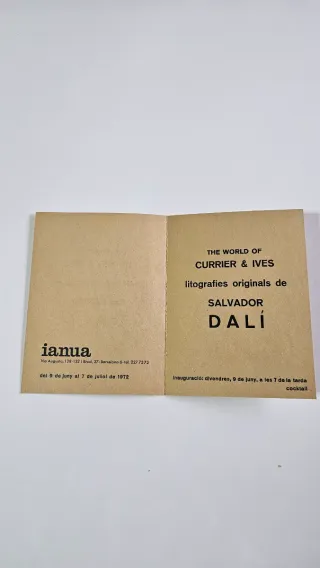 ianua
del 9 de juny al 7 de juliol de 1972
THE WORLD OF
CURRIER & IVES
litografies originals de
SALVADOR
DALÍ
inauguració: divendres, 9 de juny, a les 7 de la tarda
cocktail